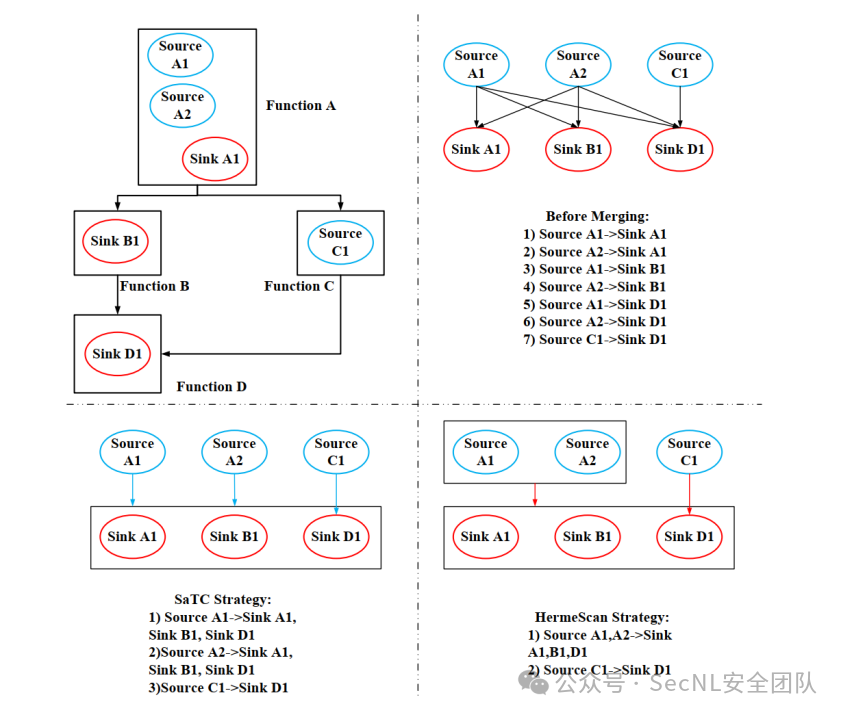 Source
A1
Source
A2
Sink A1
Function A
Sink B1
Source
C1
Function B
Function C
Sink D1
Function D
Source
A1
Source
A2
Source
C1
Sink A1
Sink B1
Sink D1
Before Merging:
1) Source A1->Sink A1
2) Source A2->Sink A1
3) Source A1->Sink B1
4) Source A2->Sink B1
5) Source A1->Sink D1
6) Source A2->Sink D1
7) Source C1->Sink D1
Source
A1
Source
A2
Source
C1
Sink A1
Sink B1
Sink D1
SaTC Strategy:
1) Source A1->Sink A1,
Sink B1, Sink D1
2)Source A2->Sink A1,
Sink B1, Sink D1
3)Source C1->Sink D1
Source
A1
Source
A2
Source
C1
Sink A1
Sink B1
Sink D1
HermeScan Strategy:
1) Source A1,A2->Sink
A1,B1,D1
2) Source C1->Sink D1
公众号 · SecNL安全团队